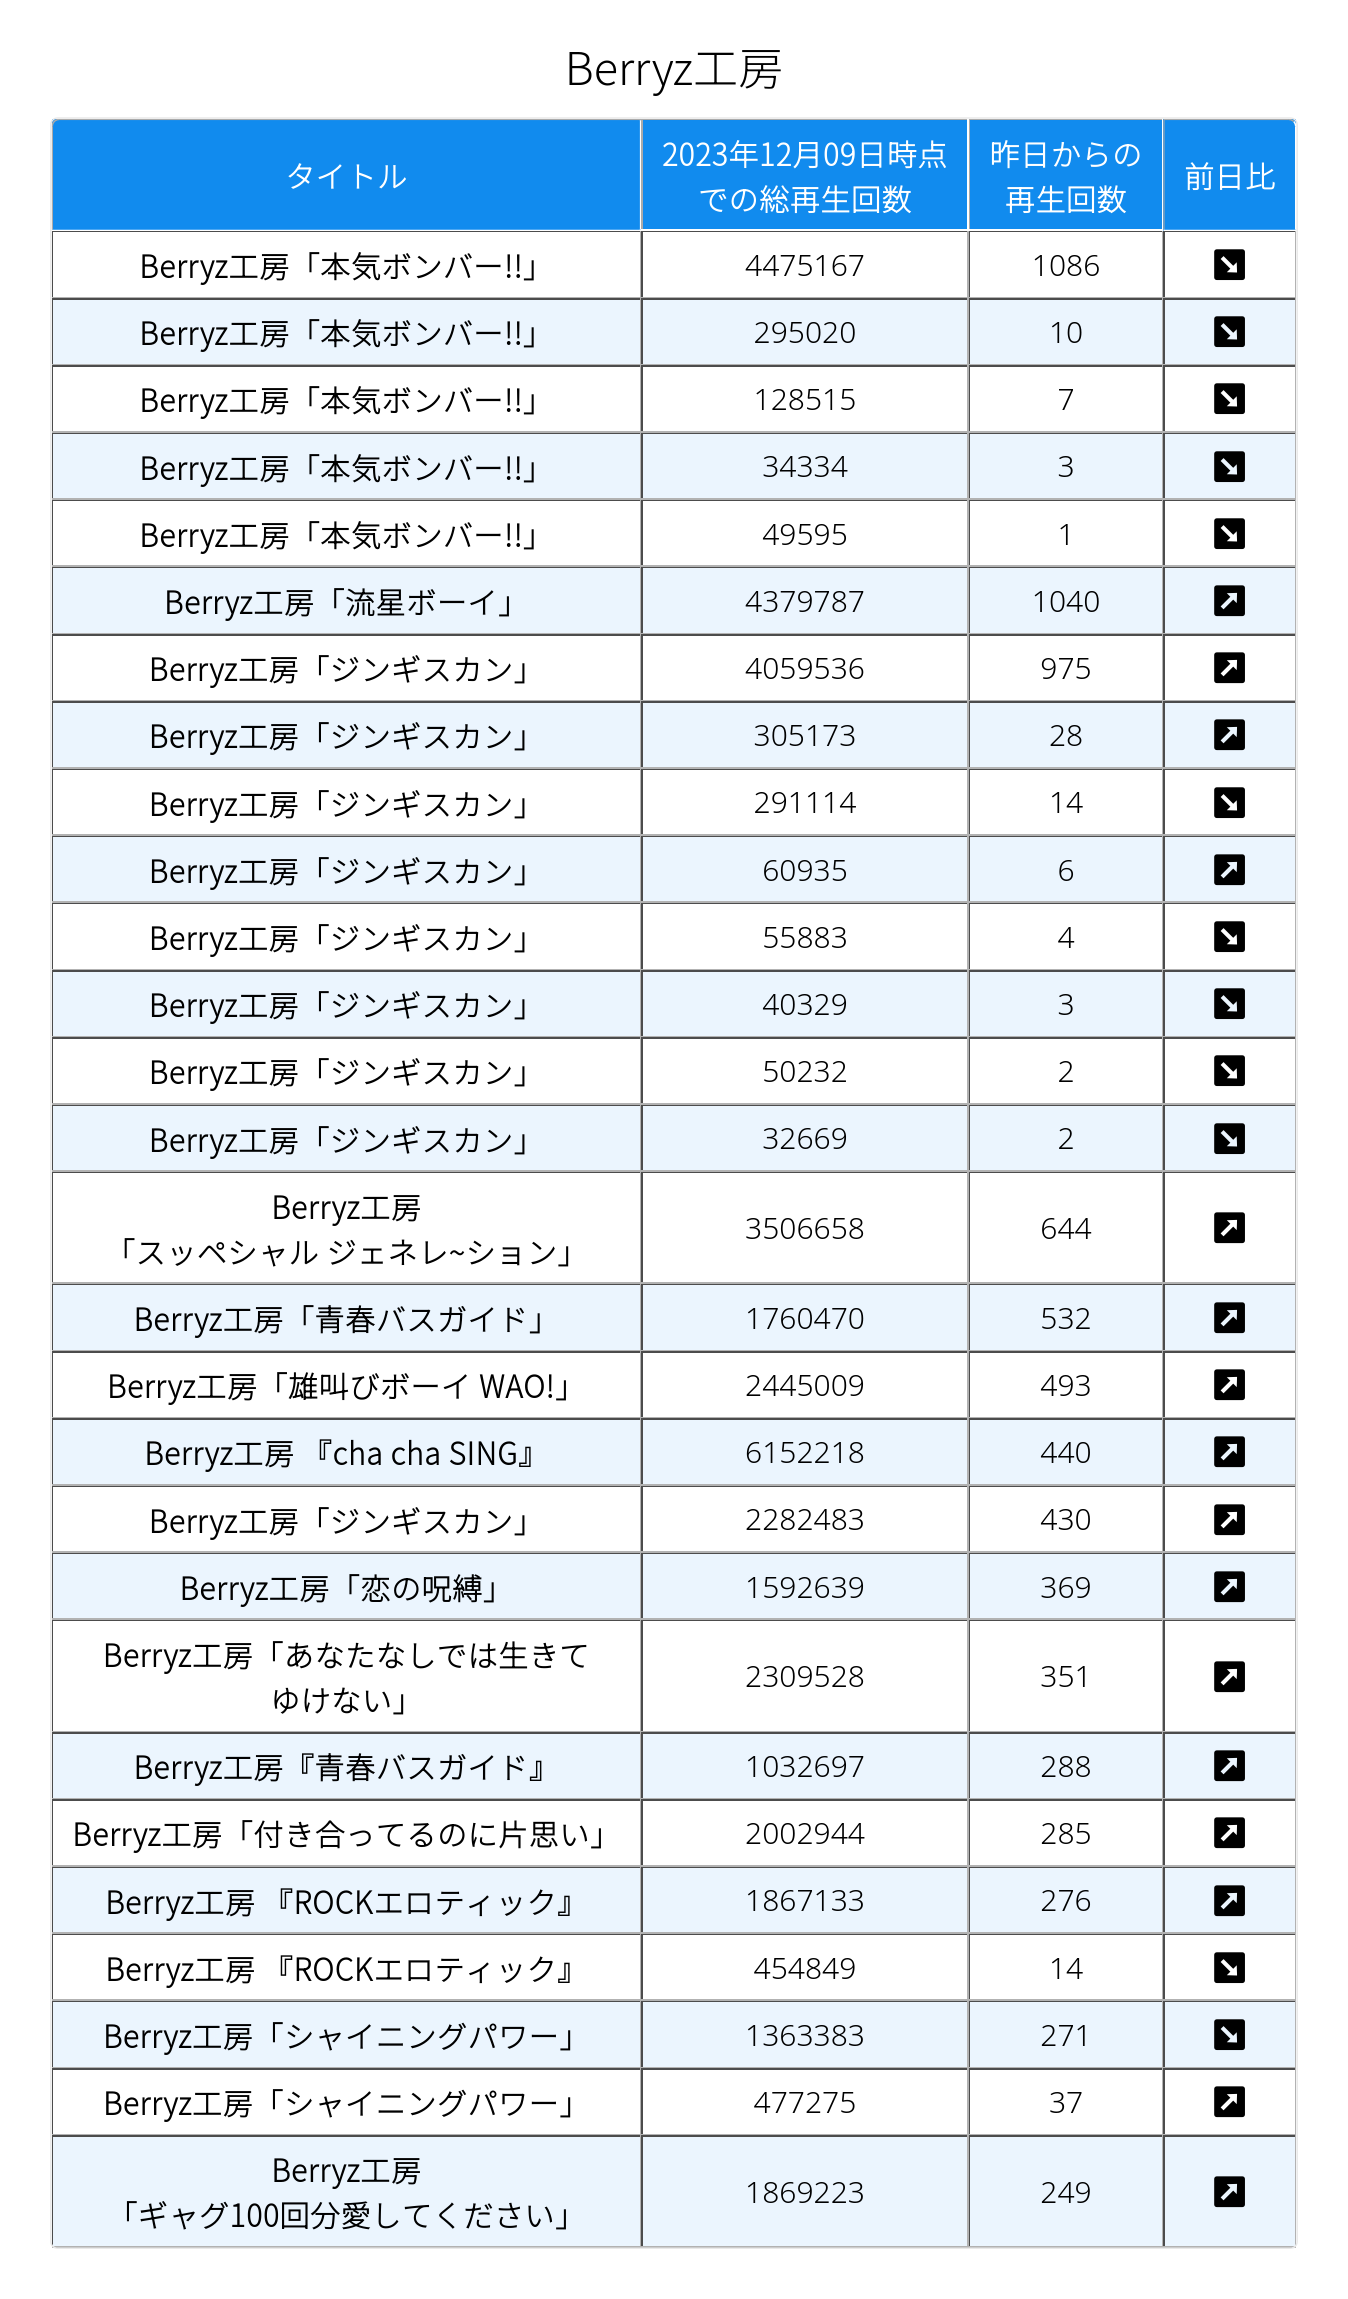 Berryz工房
タイトル 2023年12月09日時点 昨日からの 前日比
での総再生回数 再生回数
Berryz工房「本気ボンバー!!」 4475167 1086
Berryz工房「本気ボンバー!!」 295020 10
Berryz工房「本気ボンバー!!」 128515 7
Berryz工房「本気ボンバー!!」 34334 3
Berryz工房「本気ボンバー!!」 49595 1
Berryz工房「流星ボーイ」 4379787 1040
Berryz工房「ジンギスカン」 4059536 975
Berryz工房「ジンギスカン」 305173 28
Berryz工房「ジンギスカン」 291114 14
Berryz工房「ジンギスカン」 60935 6
Berryz工房「ジンギスカン」 55883 4
Berryz工房「ジンギスカン」 40329 3
Berryz工房「ジンギスカン」 50232 2
Berryz工房「ジンギスカン」 32669 2
Berryz工房
「スッペシャル ジェネレ~ション」 3506658 644
Berryz工房「青春バスガイド」 1760470 532
Berryz工房「雄叫びボーイ WAO!」 2445009 493
Berryz工房 『cha cha SING』 6152218 440
Berryz工房「ジンギスカン」 2282483 430
Berryz工房「恋の呪縛」 1592639 369
Berryz工房「あなたなしでは生きて
ゆけない」 2309528 351
Berryz工房『青春バスガイド』 1032697 288
Berryz工房「付き合ってるのに片思い」 2002944 285
Berryz工房 『ROCKエロティック』 1867133 276
Berryz工房 『ROCKエロティック』 454849 14
Berryz工房「シャイニングパワー」 1363383 271
Berryz工房「シャイニングパワー」 477275 37
Berryz工房
「ギャグ100回分愛してください」 1869223 249